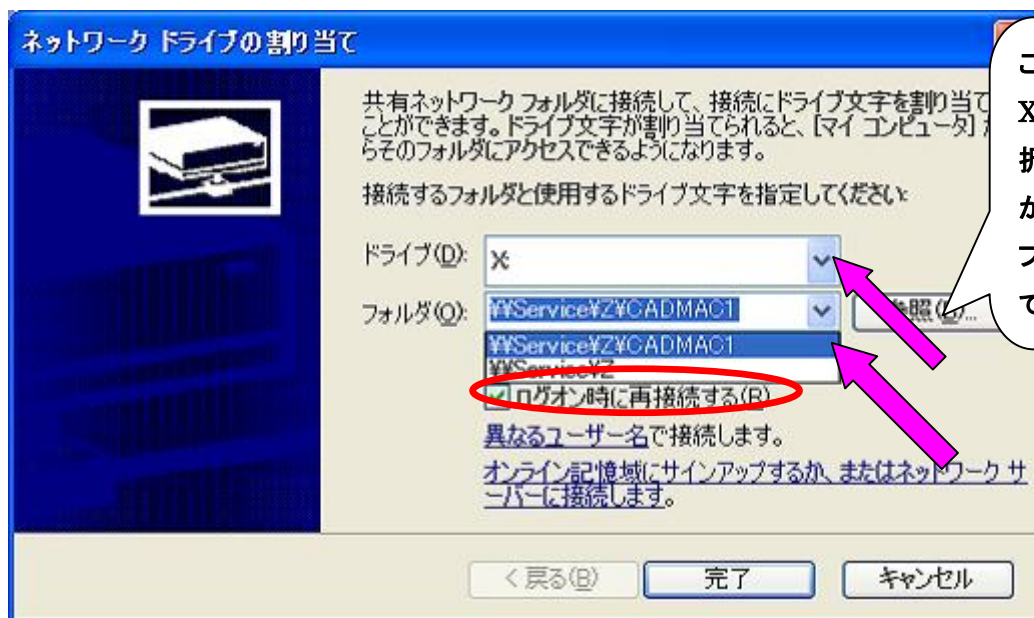 ネットワーク ドライブの割り当て
共有ネットワーク フォルダに接続して、接続にドライブ文字を割り当て
ことができます。ドライブ文字が割り当てられると、[マイ コンピュータ]
らそのフォルダにアクセスできるようになります。
接続するフォルダと使用するドライブ文字を指定してください:
ドライブ(D):
X:
フォルダ(O):
¥¥Service¥Z¥CADMAC1
参照(B)...
¥¥Service¥Z¥CADMAC1
¥¥Service¥Z
ログオン時に再接続する(R)
異なるユーザー名で接続します。
オンライン記憶域にサインアップするか、またはネットワーク サ
ーバーに接続します。
< 戻る(B)
完了
キャンセル
X